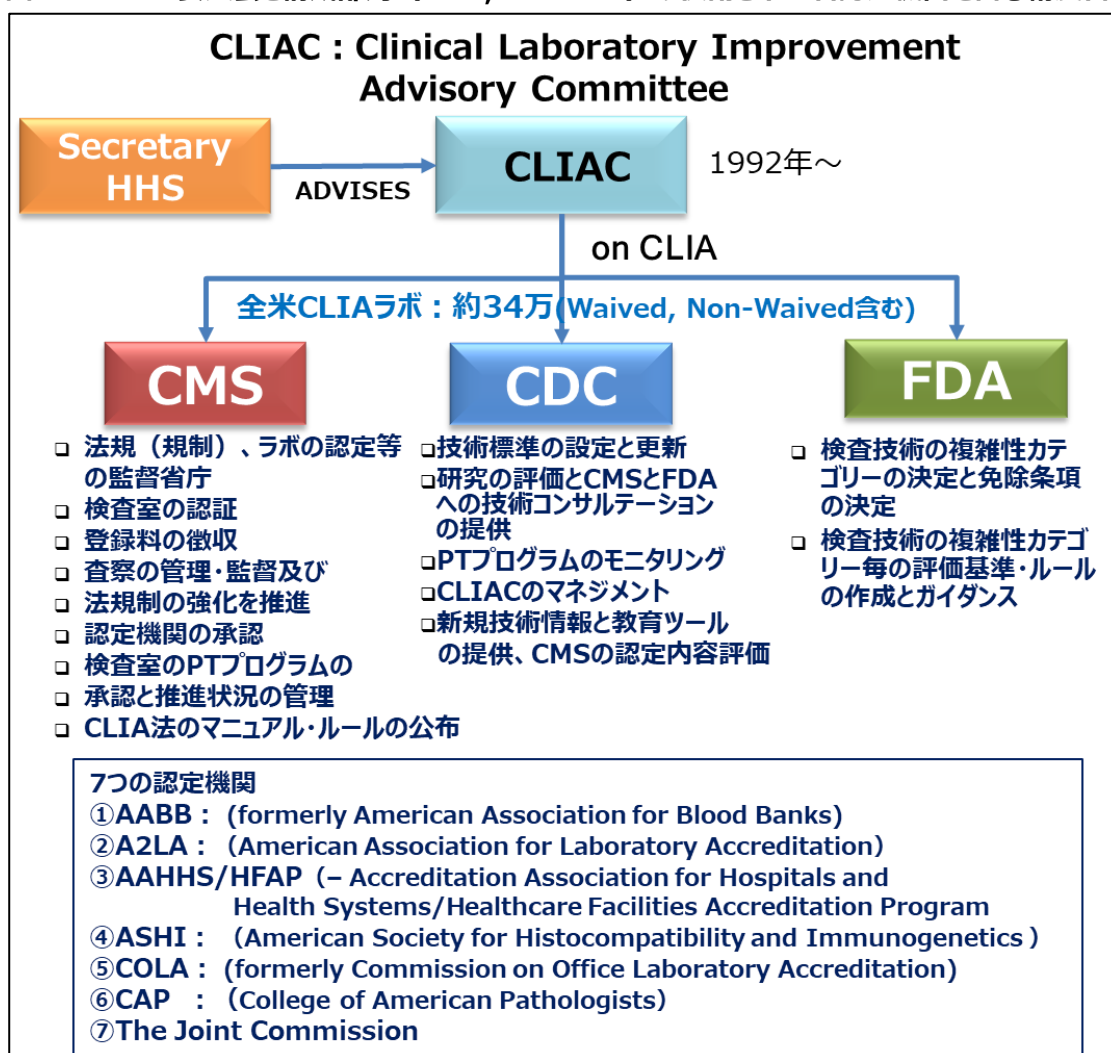 CLIAC : Clinical Laboratory Improvement
Advisory Committee
Secretary
HHS
ADVISES
CLIAC
1992年～
on CLIA
全米CLIAラボ：約34万(Waived, Non-Waived含む)
CMS
□ 法規（規制）、ラボの認定等
の監督省庁
□ 検査室の認証
□ 登録料の徴収
□ 査察の管理・監督及び
□ 法規制の強化を推進
□ 認定機関の承認
□ 検査室のPTプログラムの
□ 承認と推進状況の管理
□ CLIA法のマニュアル・ルールの公布
CDC
□技術標準の設定と更新
□研究の評価とCMSとFDA
への技術コンサルテーション
の提供
□PTプログラムのモニタリング
□CLIACのマネジメント
□新規技術情報と教育ツール
の提供、CMSの認定内容評価
FDA
□ 検査技術の複雑性カテ
ゴリーの決定と免除条項
の決定
□ 検査技術の複雑性カテゴ
リー毎の評価基準・ルール
の作成とガイダンス
7つの認定機関
①AABB： (formerly American Association for Blood Banks)
②A2LA：（American Association for Laboratory Accreditation）
③AAHHS/HFAP（– Accreditation Association for Hospitals and
Health Systems/Healthcare Facilities Accreditation Program
④ASHI：（American Society for Histocompatibility and Immunogenetics ）
⑤COLA： (formerly Commission on Office Laboratory Accreditation)
⑥CAP ：（College of American Pathologists）
⑦The Joint Commission